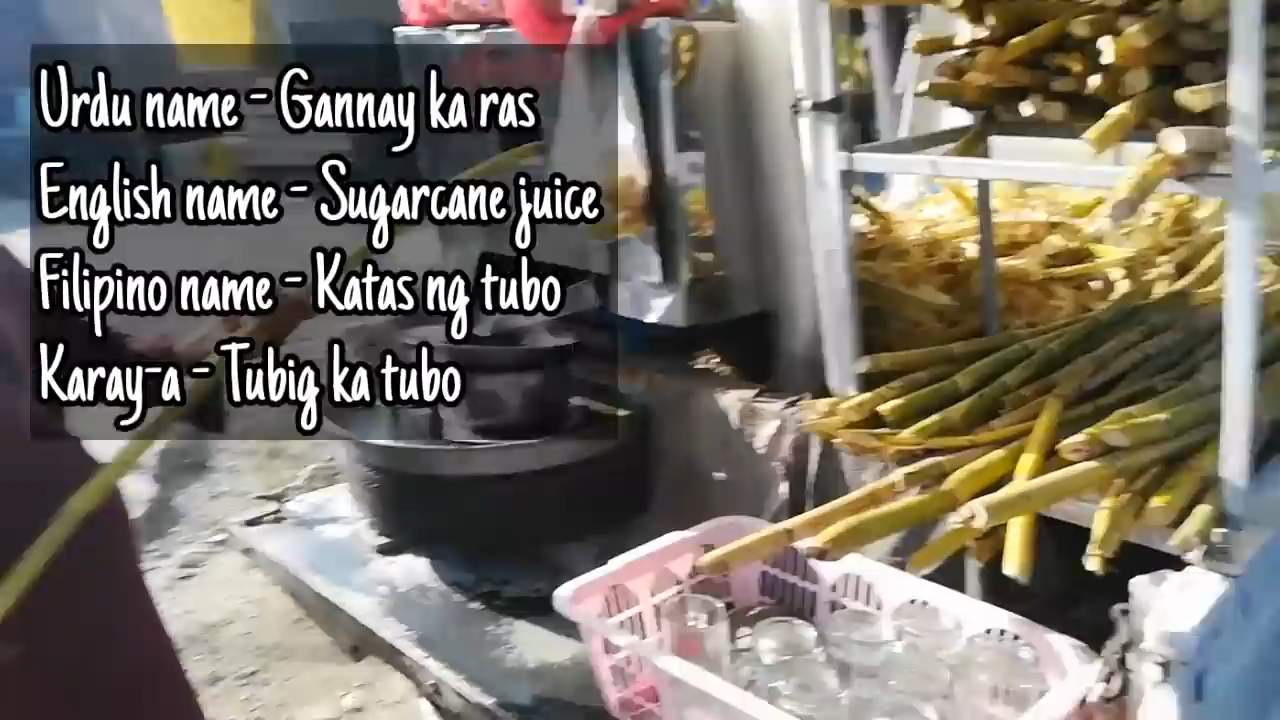 Urdu name - Gannay ka ras
English name - Sugarcane juice
Filipino name - Katas ng tubo
Karay-a - Tubig ka tubo